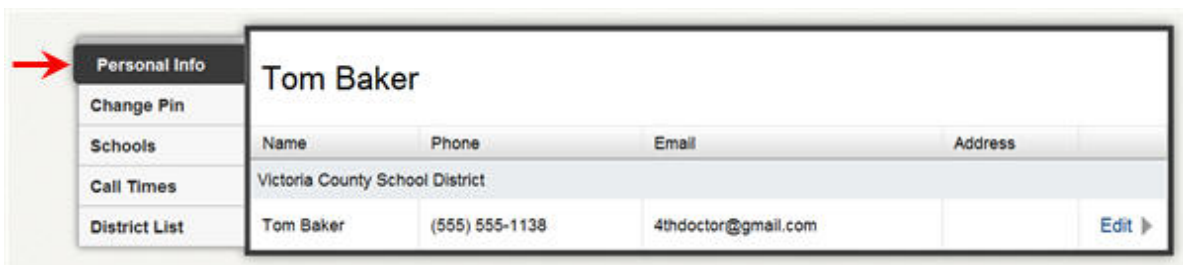 Personal Info
Change Pin
Schools
Call Times
District List
Tom Baker
Name Phone Email Address
Victoria County School District
Tom Baker (555) 555-1138 4thdoctor@gmail.com Edit